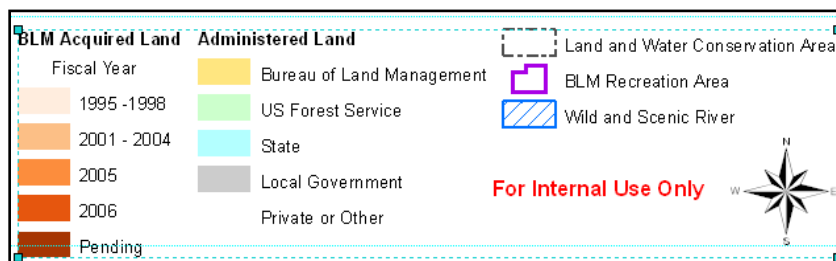 BLM Acquired Land
Fiscal Year
1995 -1998
2001 - 2004
2005
2006
Pending
Administered Land
Bureau of Land Management
US Forest Service
State
Local Government
Private or Other
Land and Water Conservation Area
BLM Recreation Area
Wild and Scenic River
For Internal Use Only
N
W E
S